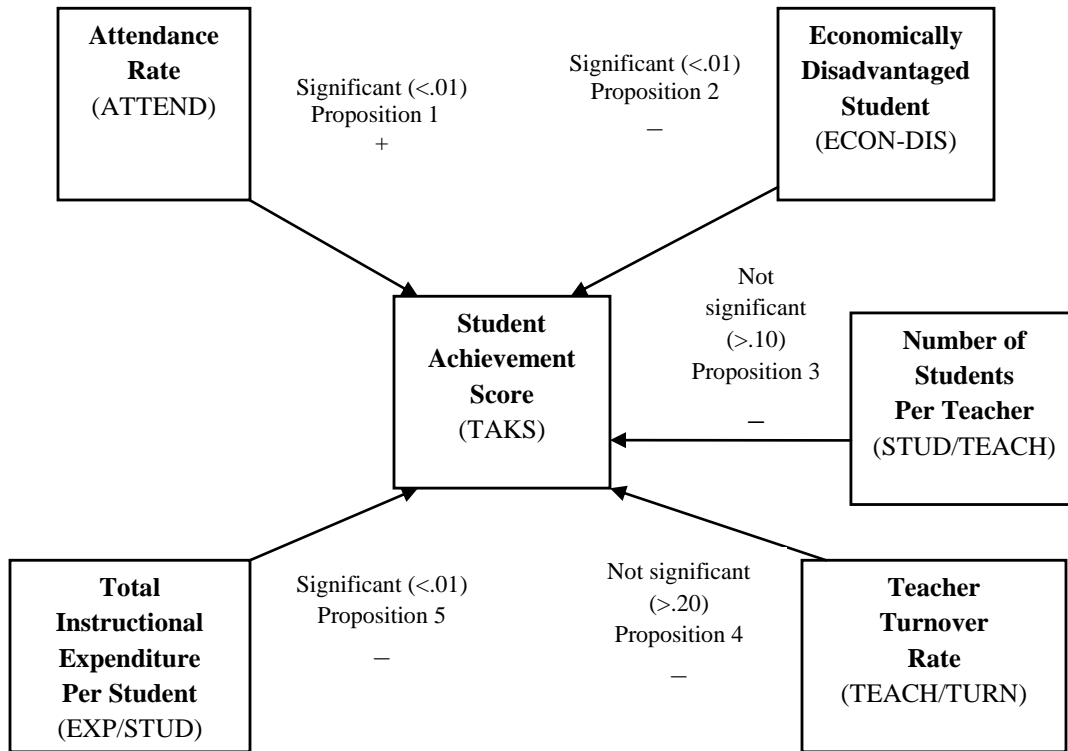 Attendance
Rate
(ATTEND)
Significant (<.01)
Proposition 1
+
Significant (<.01)
Proposition 2
–
Economically
Disadvantaged
Student
(ECON-DIS)
Student
Achievement
Score
(TAKS)
Not
significant
(>.10)
Proposition 3
–
Number of
Students
Per Teacher
(STUD/TEACH)
Total
Instructional
Expenditure
Per Student
(EXP/STUD)
Significant (<.01)
Proposition 5
–
Not significant
(>.20)
Proposition 4
–
Teacher
Turnover
Rate
(TEACH/TURN)